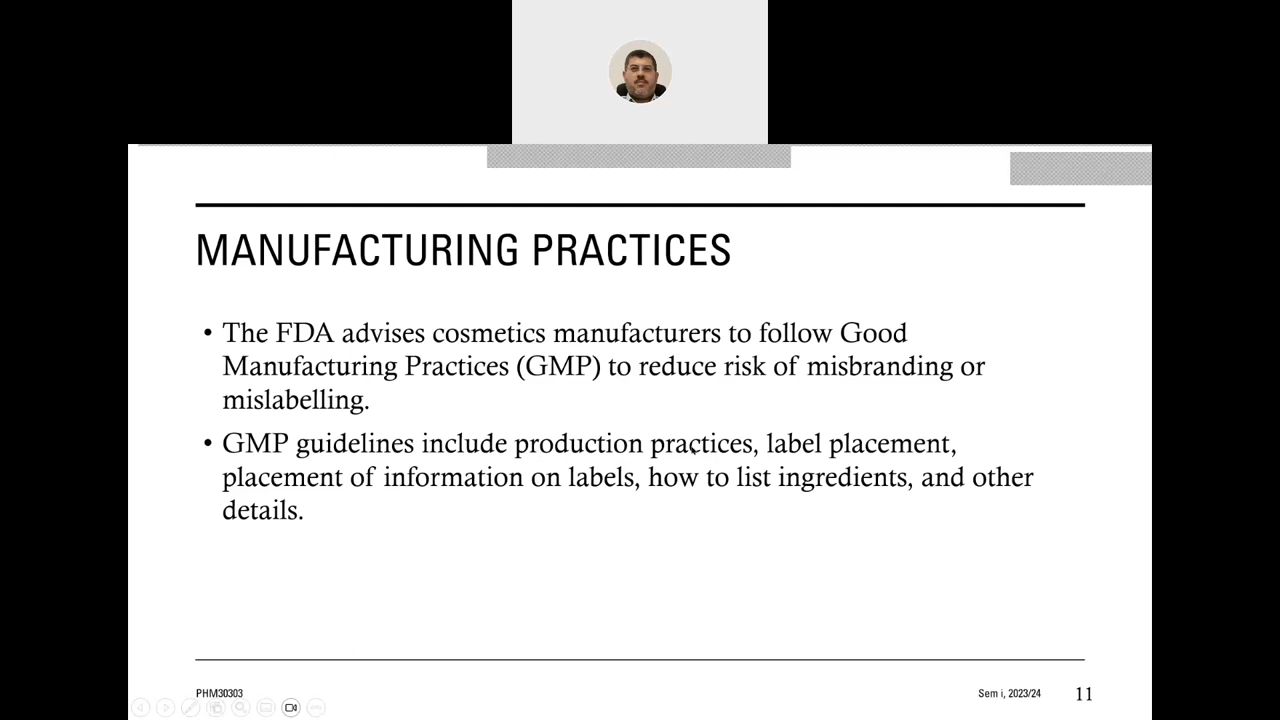 MANUFACTURING PRACTICES
• The FDA advises cosmetics manufacturers to follow Good
Manufacturing Practices (GMP) to reduce risk of misbranding or
mislabelling.
• GMP guidelines include production practices, label placement,
placement of information on labels, how to list ingredients, and other
details.
PHM30303
Sem i, 2023/24
11